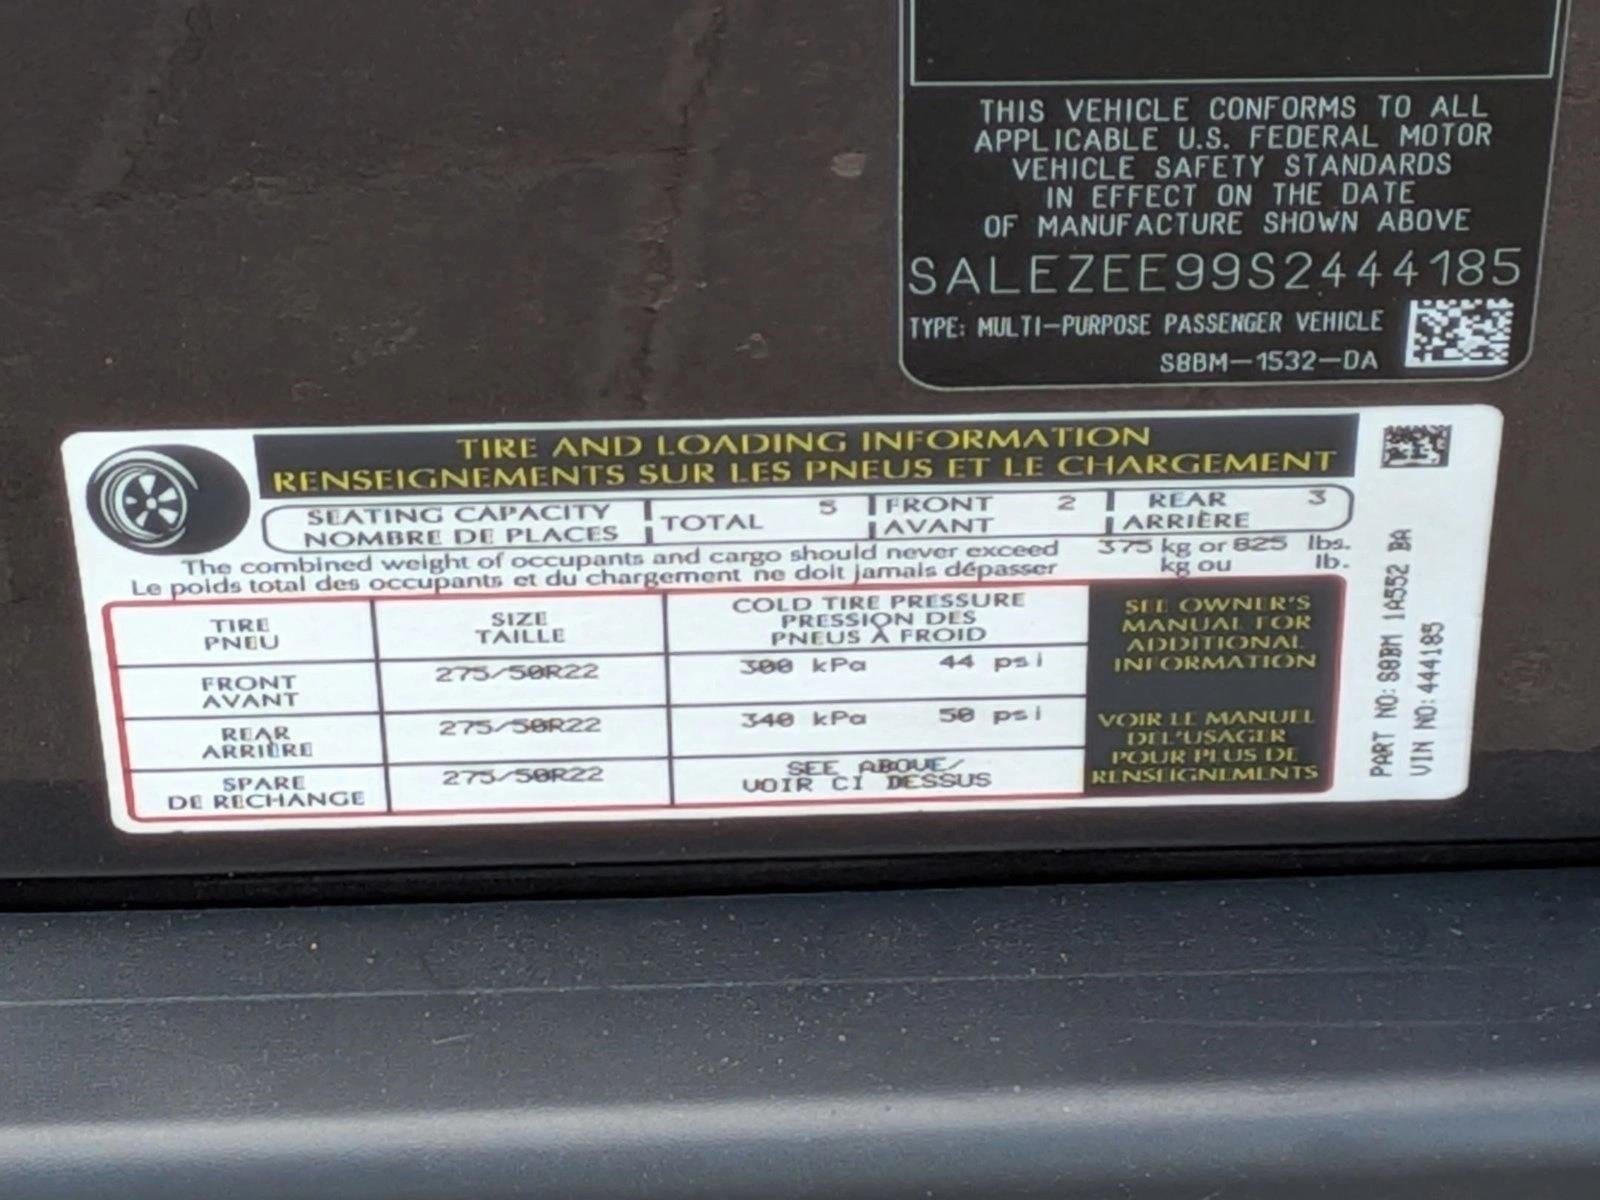 THIS VEHICLE CONFORMS TO ALL
APPLICABLE U.S. FEDERAL MOTOR
VEHICLE SAFETY STANDARDS
IN EFFECT ON THE DATE
OF MANUFACTURE SHOWN ABOVE
SALEZEE99S2444185
TYPE: MULTI-PURPOSE PASSENGER VEHICLE
S8BM-1532-DA
TIRE AND LOADING INFORMATION
RENSEIGNEMENTS SUR LES PNEUS ET LE CHARGEMENT
SEATING CAPACITY
NOMBRE DE PLACES
TOTAL 5
FRONT 2
AVANT
REAR 3
ARRIÈRE
The combined weight of occupants and cargo should never exceed 375 kg or 825 lbs.
Le poids total des occupants et du chargement ne doit jamais dépasser kg ou lb.
TIRE
PNEU
SIZE
TAILLE
COLD TIRE PRESSURE
PRESSION DES
PNEUS À FROID
FRONT
AVANT
275/50R22
300 kPa 44 psi
REAR
ARRIÈRE
275/50R22
340 kPa 50 psi
SPARE
DE RECHANGE
275/50R22
SEE ABOVE/
VOIR CI DESSUS
SEE OWNER'S
MANUAL FOR
ADDITIONAL
INFORMATION
VOIR LE MANUEL
DE L'USAGER
POUR PLUS DE
RENSEIGNEMENTS
PART NO: S8BM 1A552 BA
VIN NO: 444185